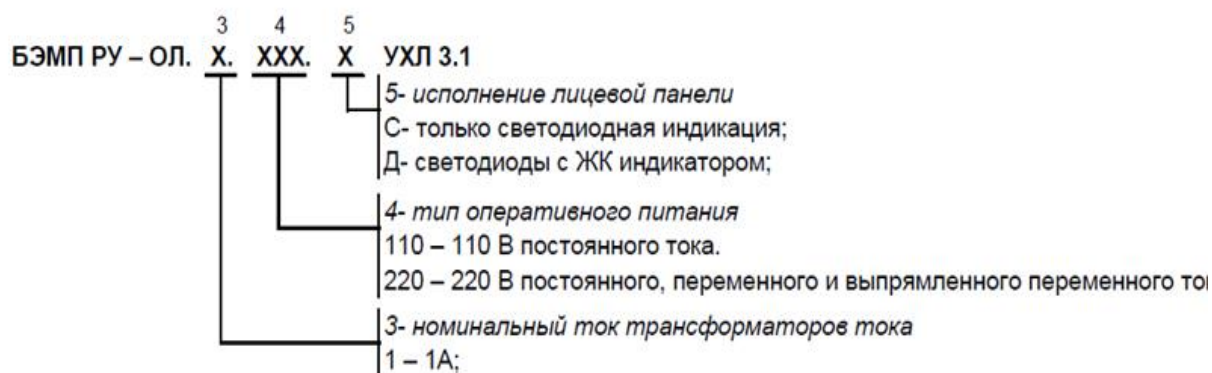 3 4 5
БЭМП РУ – ОЛ. Х. ХХХ. Х УХЛ 3.1
5- исполнение лицевой панели
С- только светодиодная индикация;
Д- светодиоды с ЖК индикатором;
4- тип оперативного питания
110 – 110 В постоянного тока.
220 – 220 В постоянного, переменного и выпрямленного переменного то
3- номинальный ток трансформаторов тока
1 – 1А;